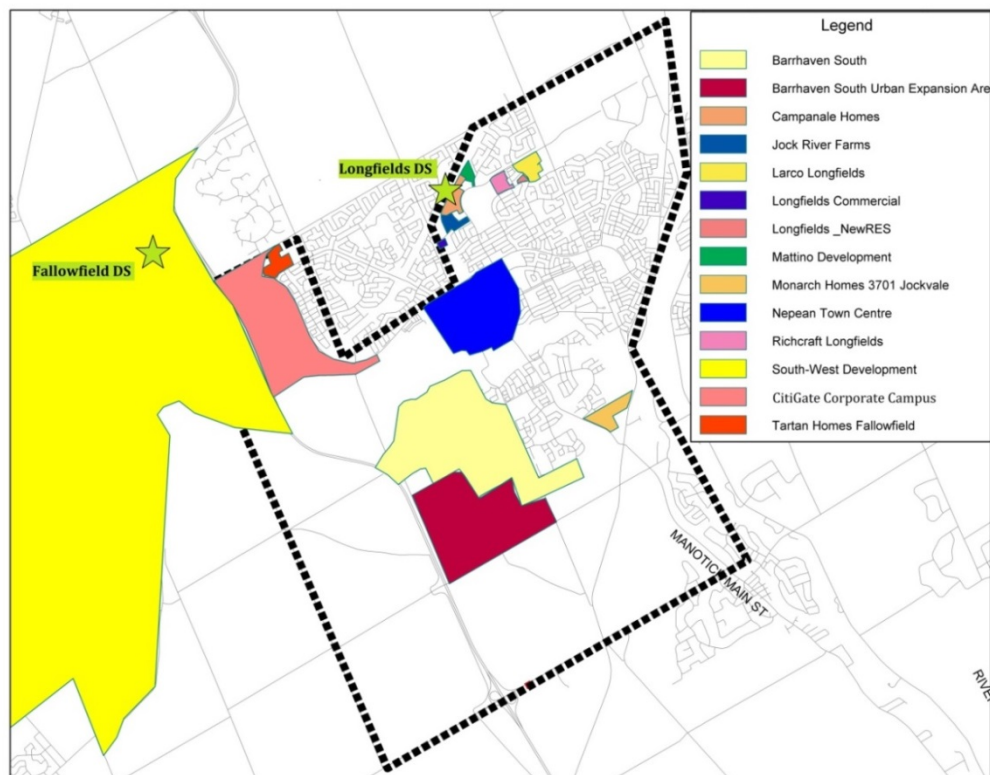 Legend
Barrhaven South
Barrhaven South Urban Expansion Are
Campanale Homes
Jock River Farms
Larco Longfields
Longfields Commercial
Longfields _NewRES
Mattino Development
Monarch Homes 3701 Jockvale
Nepean Town Centre
Richcraft Longfields
South-West Development
CitiGate Corporate Campus
Tartan Homes Fallowfield
Longfields DS
Fallowfield DS
MANOTICK MAIN ST
RIVER